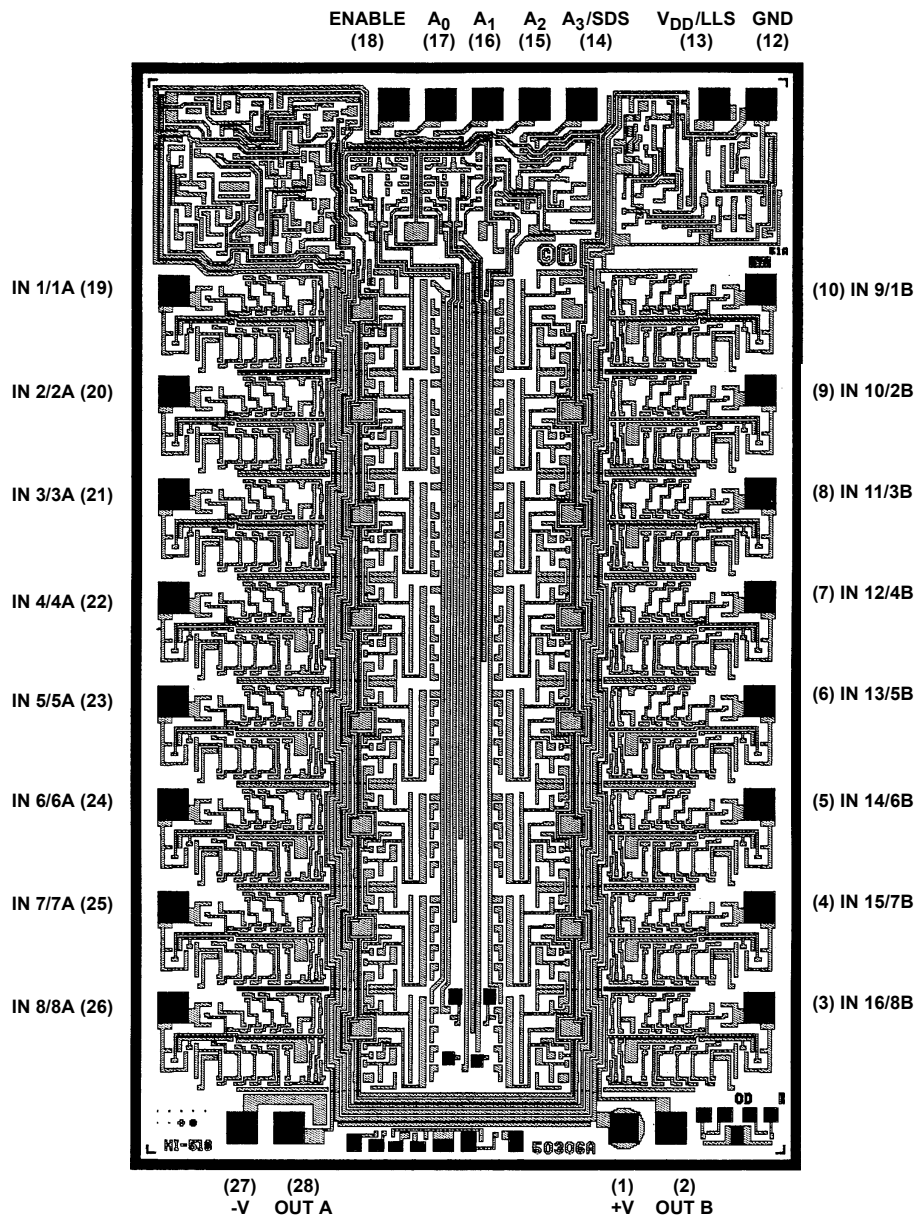 ENABLE A0 A1 A2 A3/SDS VDD/LLS GND
(18) (17) (16) (15) (14) (13) (12)
IN 1/1A (19)
(10) IN 9/1B
IN 2/2A (20)
(9) IN 10/2B
IN 3/3A (21)
(8) IN 11/3B
IN 4/4A (22)
(7) IN 12/4B
IN 5/5A (23)
(6) IN 13/5B
IN 6/6A (24)
(5) IN 14/6B
IN 7/7A (25)
(4) IN 15/7B
IN 8/8A (26)
(3) IN 16/8B
OD
HI-516
50306A
(27) (28) (1) (2)
-V OUT A +V OUT B